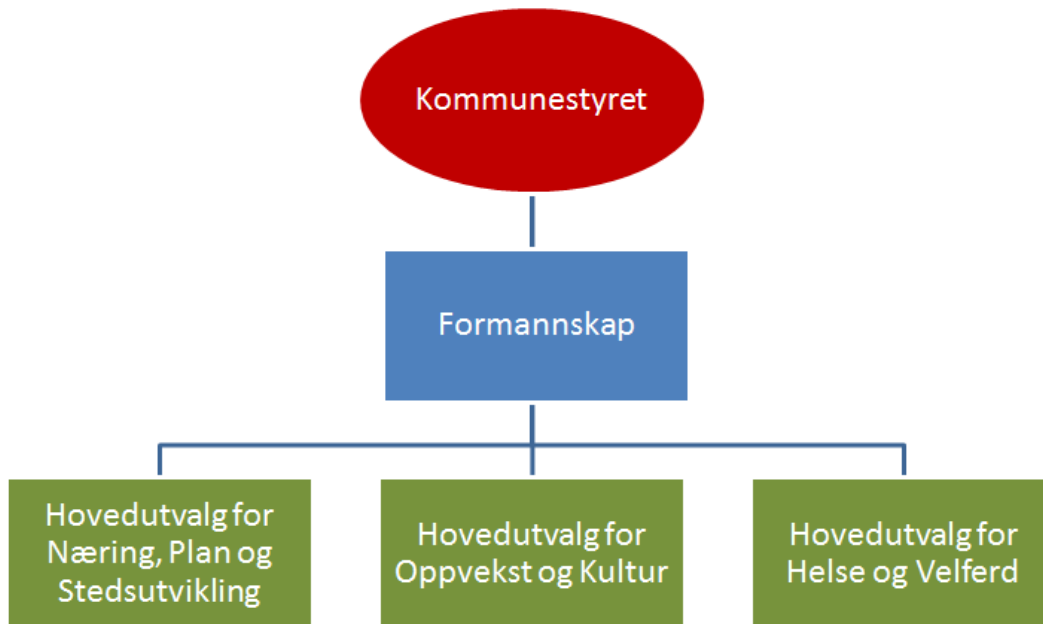 Kommunestyret
Formannskap
Hovedutvalg for
Næring, Plan og
Stedsutvikling
Hovedutvalg for
Oppvekst og Kultur
Hovedutvalg for
Helse og Velferd